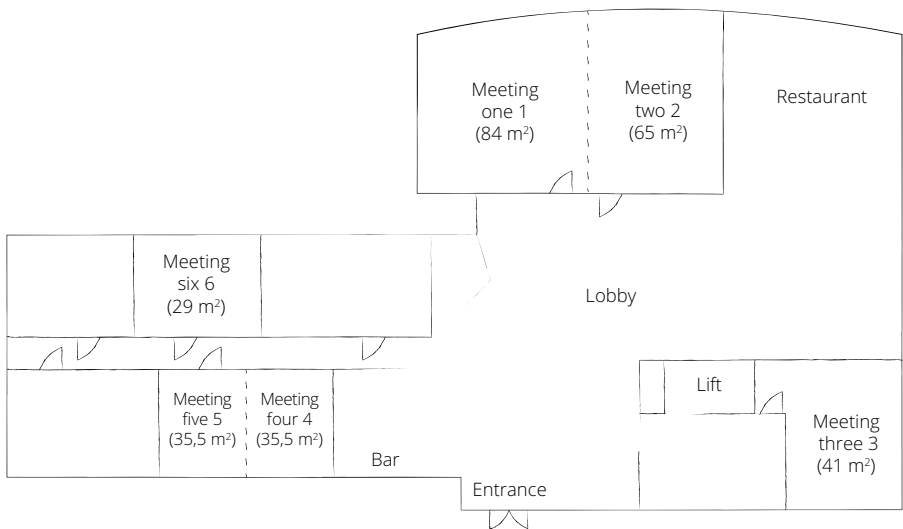 Meeting
one 1
(84 m²)
Meeting
two 2
(65 m²)
Restaurant
Meeting
six 6
(29 m²)
Lobby
Meeting
five 5
(35,5 m²)
Meeting
four 4
(35,5 m²)
Lift
Meeting
three 3
(41 m²)
Bar
Entrance